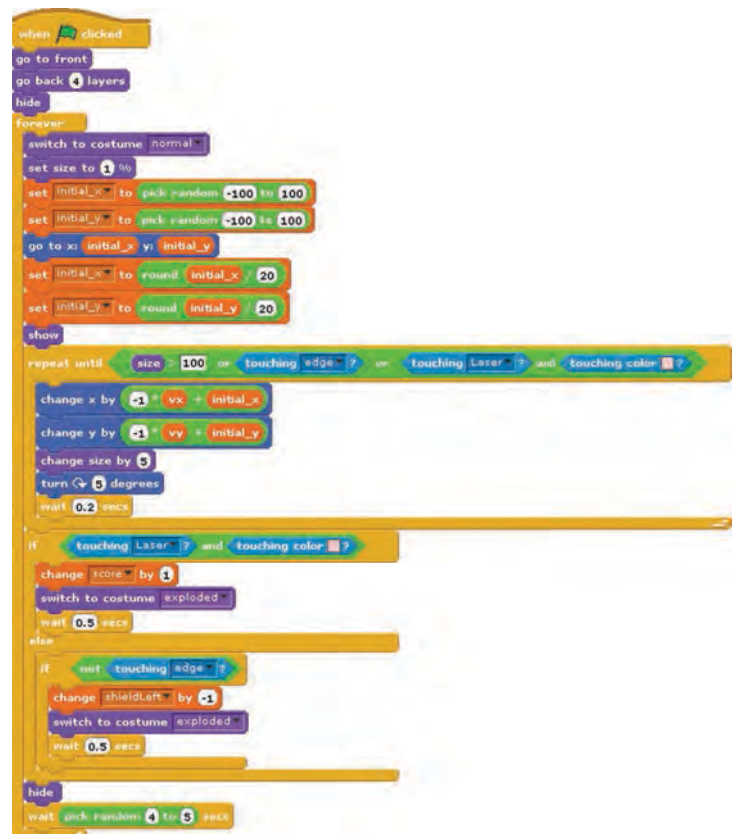 when clicked
go to front
go back 4 layers
hide
forever
switch to costume normal
set size to 1 %
set initial_x to pick random -100 to 100
set initial_y to pick random -100 to 100
go to x: initial_x y: initial_y
set initial_x to round initial_x / 20
set initial_y to round initial_y / 20
show
repeat until size > 100 or touching edge ? or touching Laser ? and touching color ?
change x by -1 * vx + initial_x
change y by -1 * vy + initial_y
change size by 5
turn 5 degrees
wait 0.2 secs
if touching Laser ? and touching color ?
change score by 1
switch to costume exploded
wait 0.5 secs
else
if not touching edge ?
change shieldLeft by -1
switch to costume exploded
wait 0.5 secs
hide
wait pick random 4 to 5 secs